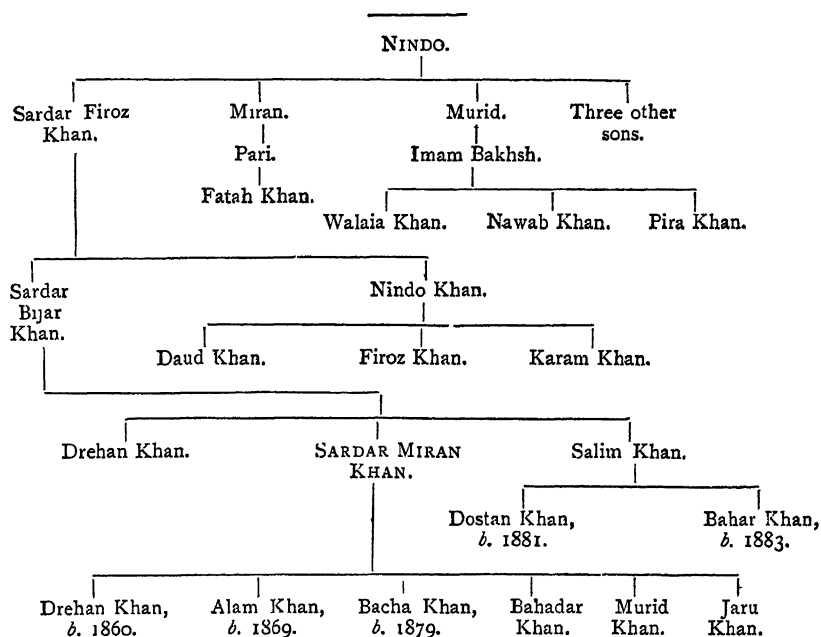 NINDO.
Sardar Firoz Mıran. Murid. Three other
Khan. sons.
Pari. Imam Bakhsh.
Fatah Khan.
Walaia Khan. Nawab Khan. Pira Khan.
Sardar Nindo Khan.
Bıjar
Khan.
Daud Khan. Firoz Khan. Karam Khan.
Drehan Khan. SARDAR MIRAN Salim Khan.
KHAN.
Dostan Khan, Bahar Khan,
b. 1881. b. 1883.
Drehan Khan, Alam Khan, Bacha Khan, Bahadar Murid Jaru
b. 1860. b. 1869. b. 1879. Khan. Khan. Khan.